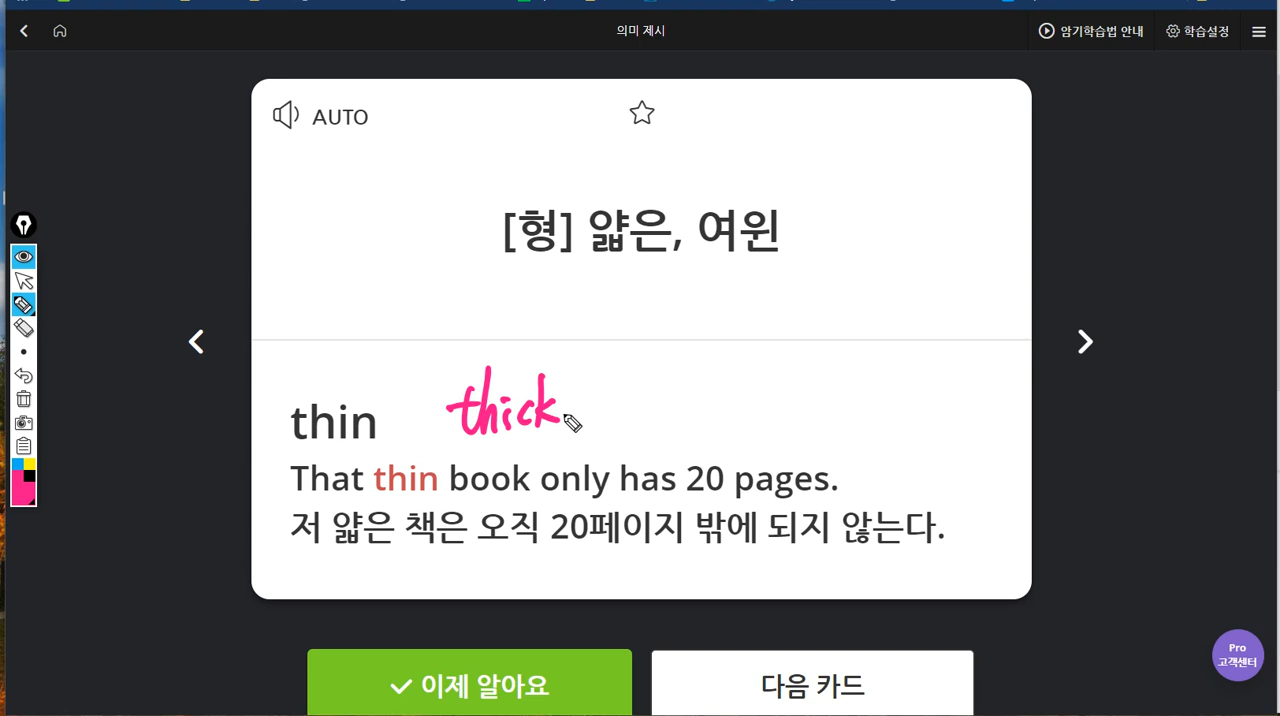 의미 제시
암기학습법 안내
학습설정
AUTO
[형] 얇은, 여윈
thin thick
That thin book only has 20 pages.
저 얇은 책은 오직 20페이지 밖에 되지 않는다.
이제 알아요
다음 카드
Pro
고객센터